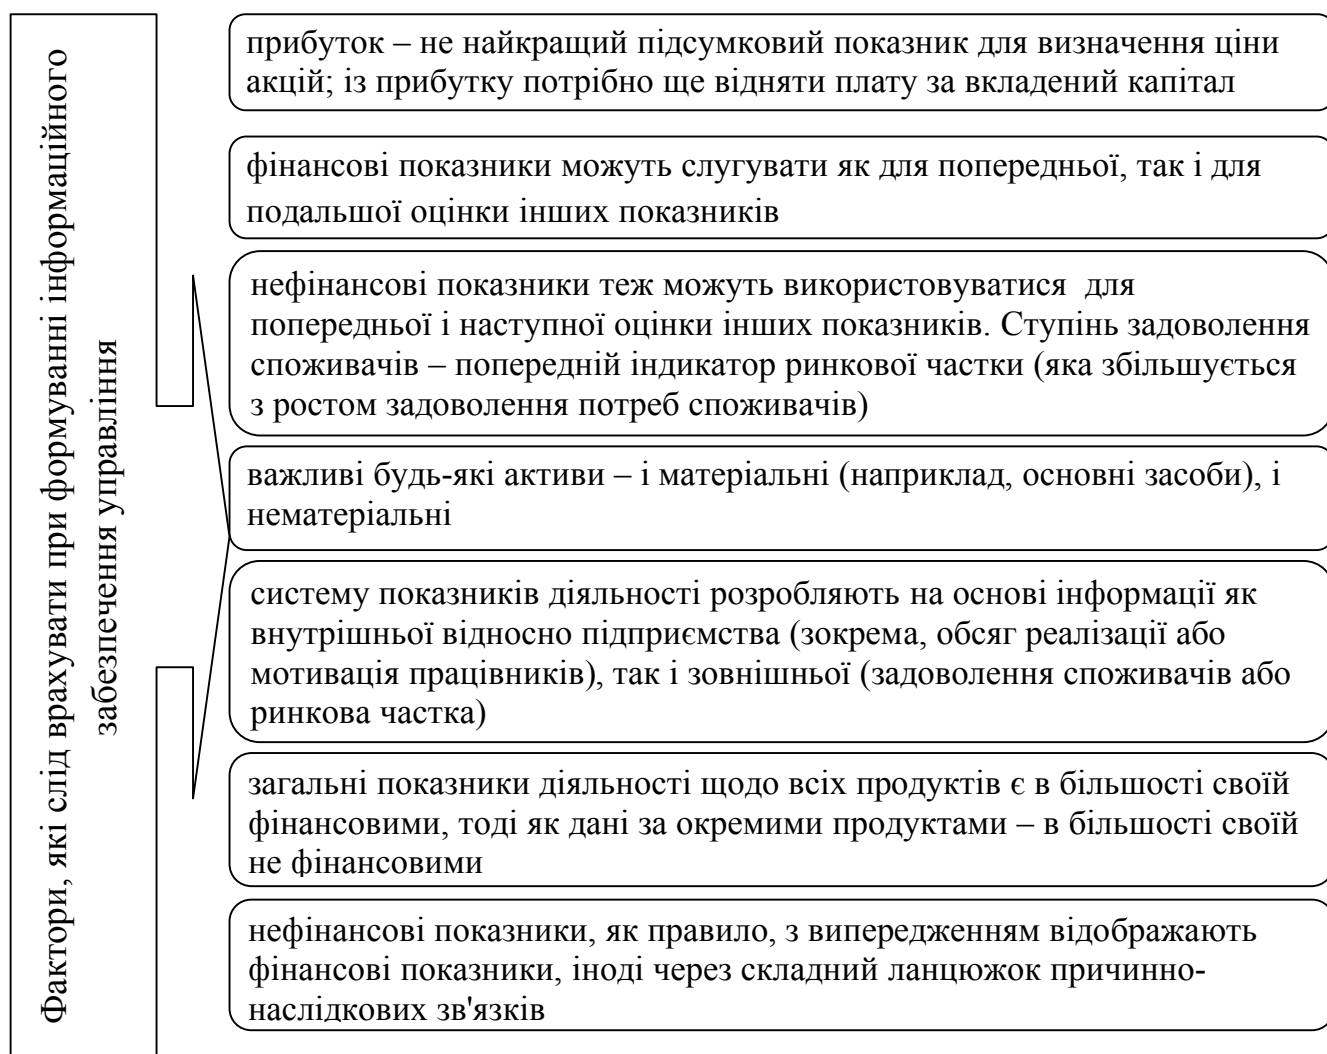 Фактори, які слід врахувати при формуванні інформаційного
забезпечення управління
прибуток – не найкращий підсумковий показник для визначення ціни
акцій; із прибутку потрібно ще відняти плату за вкладений капітал
фінансові показники можуть слугувати як для попередньої, так і для
подальшої оцінки інших показників
нефінансові показники теж можуть використовуватися для
попередньої і наступної оцінки інших показників. Ступінь задоволення
споживачів – попередній індикатор ринкової частки (яка збільшується
з ростом задоволення потреб споживачів)
важливі будь-які активи – і матеріальні (наприклад, основні засоби), і
нематеріальні
систему показників діяльності розробляють на основі інформації як
внутрішньої відносно підприємства (зокрема, обсяг реалізації або
мотивація працівників), так і зовнішньої (задоволення споживачів або
ринкова частка)
загальні показники діяльності щодо всіх продуктів є в більшості своїй
фінансовими, тоді як дані за окремими продуктами – в більшості своїй
не фінансовими
нефінансові показники, як правило, з випередженням відображають
фінансові показники, іноді через складний ланцюжок причинно-
наслідкових зв'язків